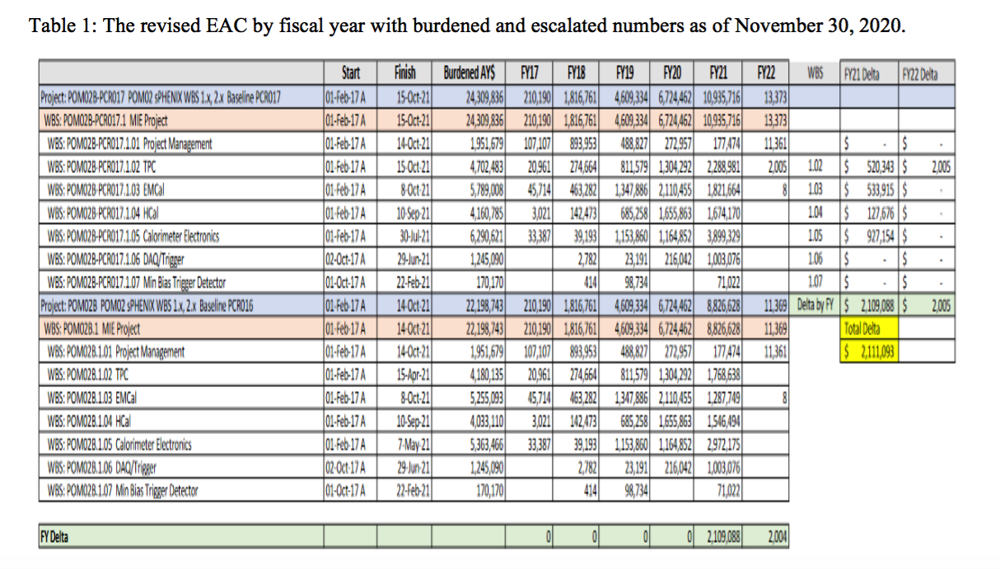 Table 1: The revised EAC by fiscal year with burdened and escalated numbers as of November 30, 2020.
Start Finish Burdened AY$ FY17 FY18 FY19 FY20 FY21 FY22 WBS FY21 Delta FY22 Delta
Project: POM02B-PCR017 POM02 sPHENIX WBS 1.x, 2.x Baseline PCR017 01-Feb-17 A 15-Oct-21 24,309,836 210,190 1,816,761 4,609,334 6,724,462 10,935,716 13,373
WBS: POM02B-PCR017.1 MIE Project 01-Feb-17 A 15-Oct-21 24,309,836 210,190 1,816,761 4,609,334 6,724,462 10,935,716 13,373
WBS: POM02B-PCR017.1.01 Project Management 01-Feb-17 A 14-Oct-21 1,951,679 107,107 893,953 488,827 272,957 177,474 11,361 $ - $ -
WBS: POM02B-PCR017.1.02 TPC 01-Feb-17 A 15-Oct-21 4,702,483 20,961 274,664 811,579 1,304,292 2,288,981 2,005 1.02 $ 520,343 $ 2,005
WBS: POM02B-PCR017.1.03 EMCal 01-Feb-17 A 8-Oct-21 5,789,008 45,714 463,282 1,347,886 2,110,455 1,821,664 8 1.03 $ 533,915 $ -
WBS: POM02B-PCR017.1.04 HCal 01-Feb-17 A 10-Sep-21 4,160,785 3,021 142,473 685,258 1,655,863 1,674,170 1.04 $ 127,676 $ -
WBS: POM02B-PCR017.1.05 Calorimeter Electronics 01-Feb-17 A 30-Jul-21 6,290,621 33,387 39,193 1,153,860 1,164,852 3,899,329 1.05 $ 927,154 $ -
WBS: POM02B-PCR017.1.06 DAQ/Trigger 02-Oct-17 A 29-Jun-21 1,245,090 2,782 23,191 216,042 1,003,076 1.06 $ - $ -
WBS: POM02B-PCR017.1.07 Min Bias Trigger Detector 01-Oct-17 A 22-Feb-21 170,170 414 98,734 71,022 1.07 $ - $ -
Project: POM02B POM02 sPHENIX WBS 1.x, 2.x Baseline PCR016 01-Feb-17 A 14-Oct-21 22,198,743 210,190 1,816,761 4,609,334 6,724,462 8,826,628 11,369 Delta by FY $ 2,109,088 $ 2,005
WBS: POM02B.1 MIE Project 01-Feb-17 A 14-Oct-21 22,198,743 210,190 1,816,761 4,609,334 6,724,462 8,826,628 11,369 Total Delta
WBS: POM02B.1.01 Project Management 01-Feb-17 A 14-Oct-21 1,951,679 107,107 893,953 488,827 272,957 177,474 11,361 $ 2,111,093
WBS: POM02B.1.02 TPC 01-Feb-17 A 15-Apr-21 4,180,135 20,961 274,664 811,579 1,304,292 1,768,638
WBS: POM02B.1.03 EMCal 01-Feb-17 A 8-Oct-21 5,255,093 45,714 463,282 1,347,886 2,110,455 1,287,749 8
WBS: POM02B.1.04 HCal 01-Feb-17 A 10-Sep-21 4,033,110 3,021 142,473 685,258 1,655,863 1,546,494
WBS: POM02B.1.05 Calorimeter Electronics 01-Feb-17 A 7-May-21 5,363,466 33,387 39,193 1,153,860 1,164,852 2,972,175
WBS: POM02B.1.06 DAQ/Trigger 02-Oct-17 A 29-Jun-21 1,245,090 2,782 23,191 216,042 1,003,076
WBS: POM02B.1.07 Min Bias Trigger Detector 01-Oct-17 A 22-Feb-21 170,170 414 98,734 71,022
FY Delta 0 0 0 0 2,109,088 2,004